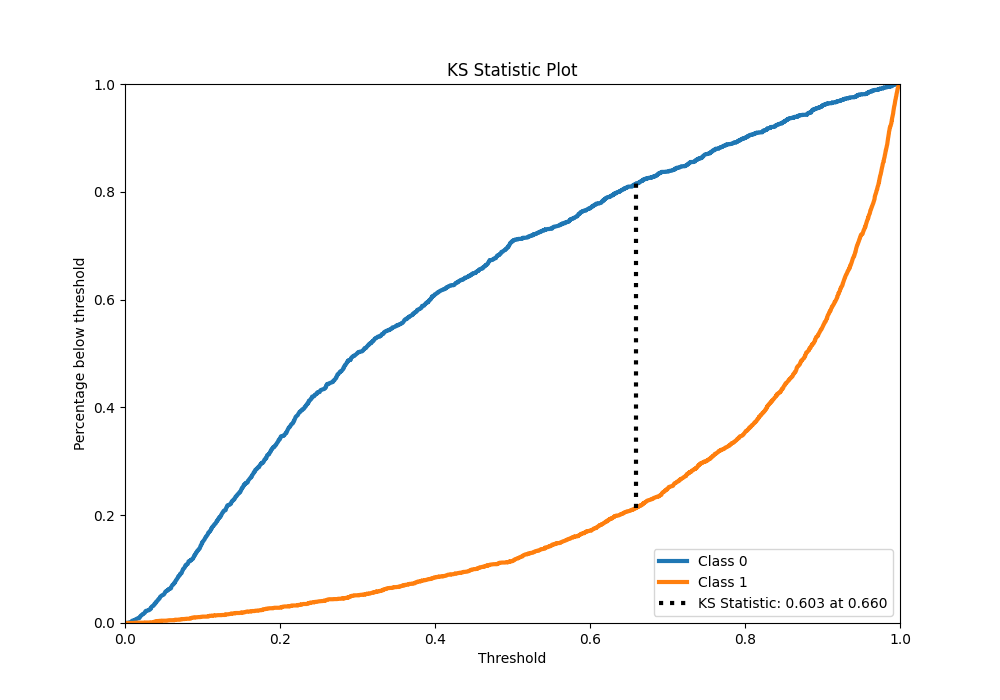 KS Statistic Plot
1.0
0.8
0.6
0.4
0.2
0.0
Percentage below threshold
0.0 0.2 0.4 0.6 0.8 1.0
Threshold
Class 0
Class 1
KS Statistic: 0.603 at 0.660